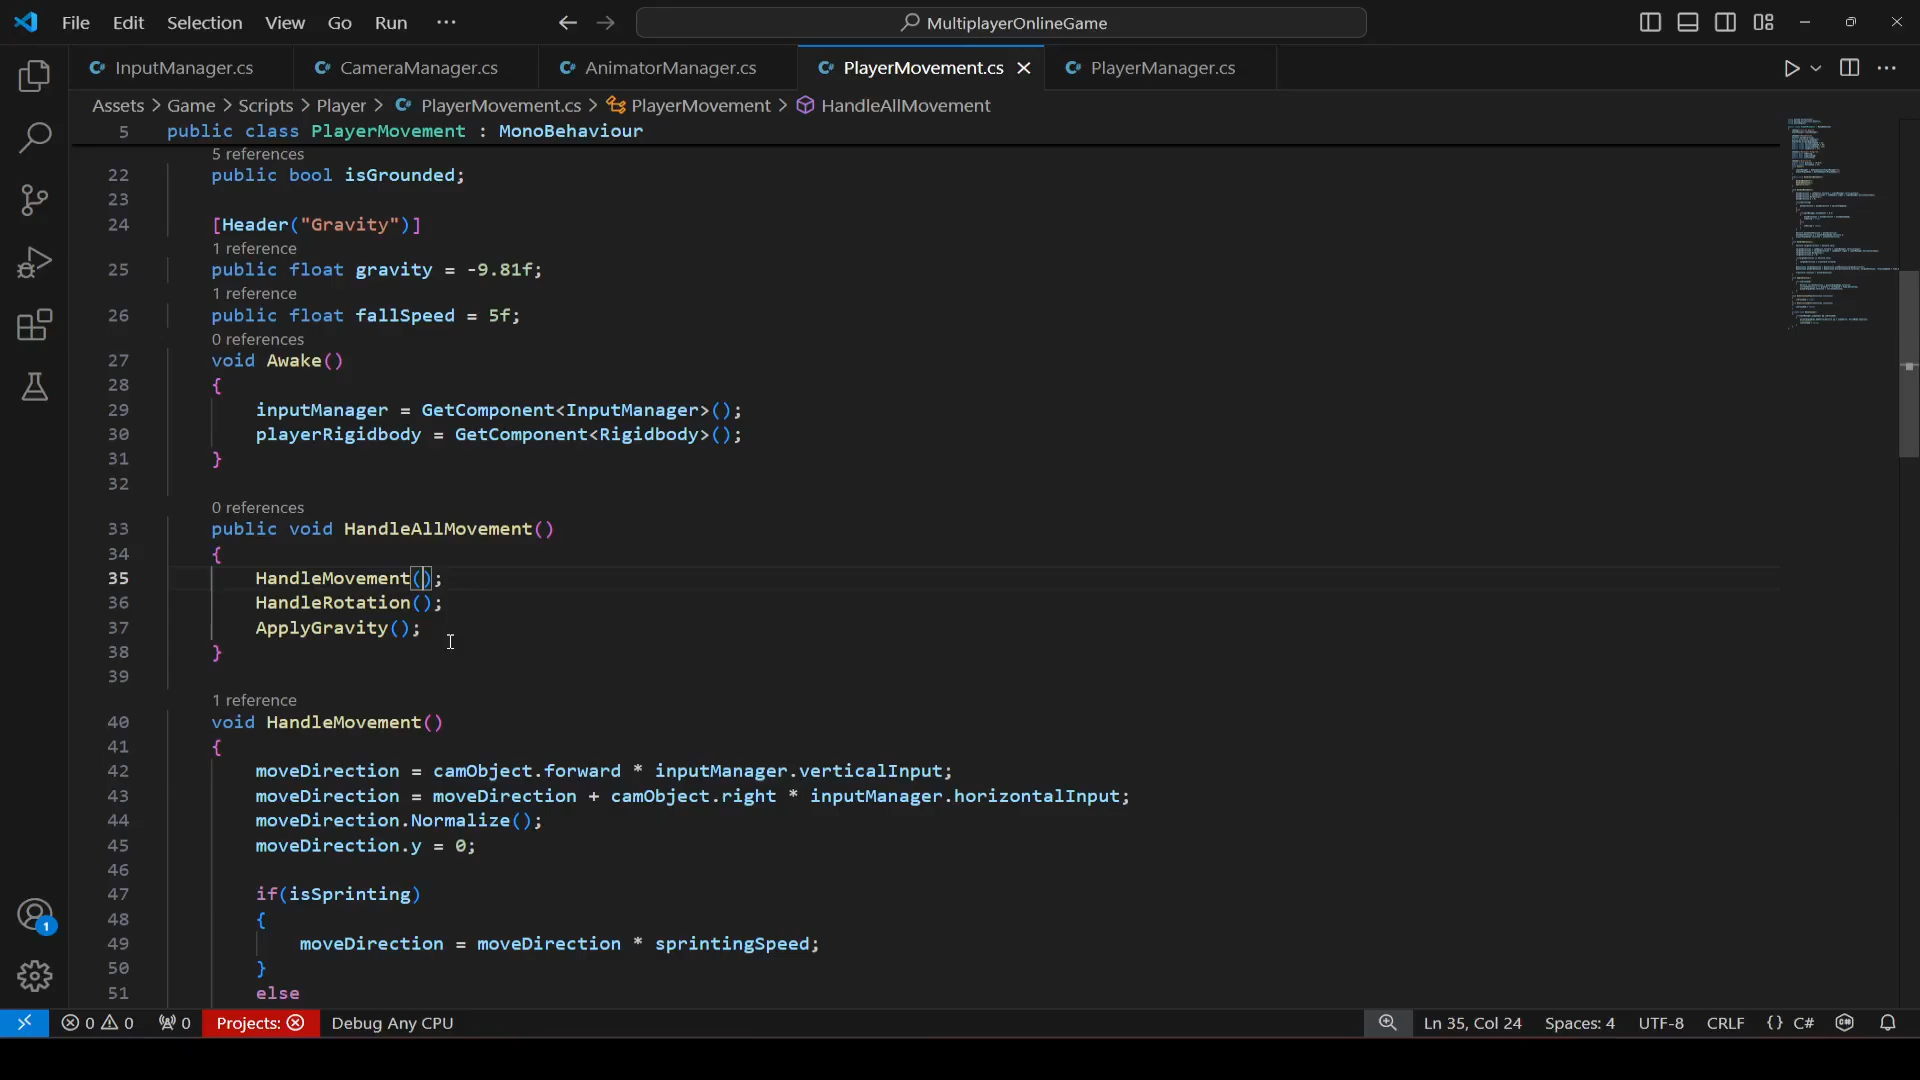 File Edit Selection View Go Run ···
MultiplayerOnlineGame
InputManager.cs CameraManager.cs AnimatorManager.cs PlayerMovement.cs PlayerManager.cs
Assets > Game > Scripts > Player > PlayerMovement.cs > PlayerMovement > HandleAllMovement
5 public class PlayerMovement : MonoBehaviour
5 references
22 public bool isGrounded;
23
24 [Header("Gravity")]
1 reference
25 public float gravity = -9.81f;
1 reference
26 public float fallSpeed = 5f;
0 references
27 void Awake()
28 {
29 inputManager = GetComponent<InputManager>();
30 playerRigidbody = GetComponent<Rigidbody>();
31 }
32
0 references
33 public void HandleAllMovement()
34 {
35 HandleMovement();
36 HandleRotation();
37 ApplyGravity();
38 }
39
1 reference
40 void HandleMovement()
41 {
42 moveDirection = camObject.forward * inputManager.verticalInput;
43 moveDirection = moveDirection + camObject.right * inputManager.horizontalInput;
44 moveDirection.Normalize();
45 moveDirection.y = 0;
46
47 if(isSprinting)
48 {
49 moveDirection = moveDirection * sprintingSpeed;
50 }
51 else
1
0 0 0 Projects: Debug Any CPU Ln 35, Col 24 Spaces: 4 UTF-8 CRLF {} C#